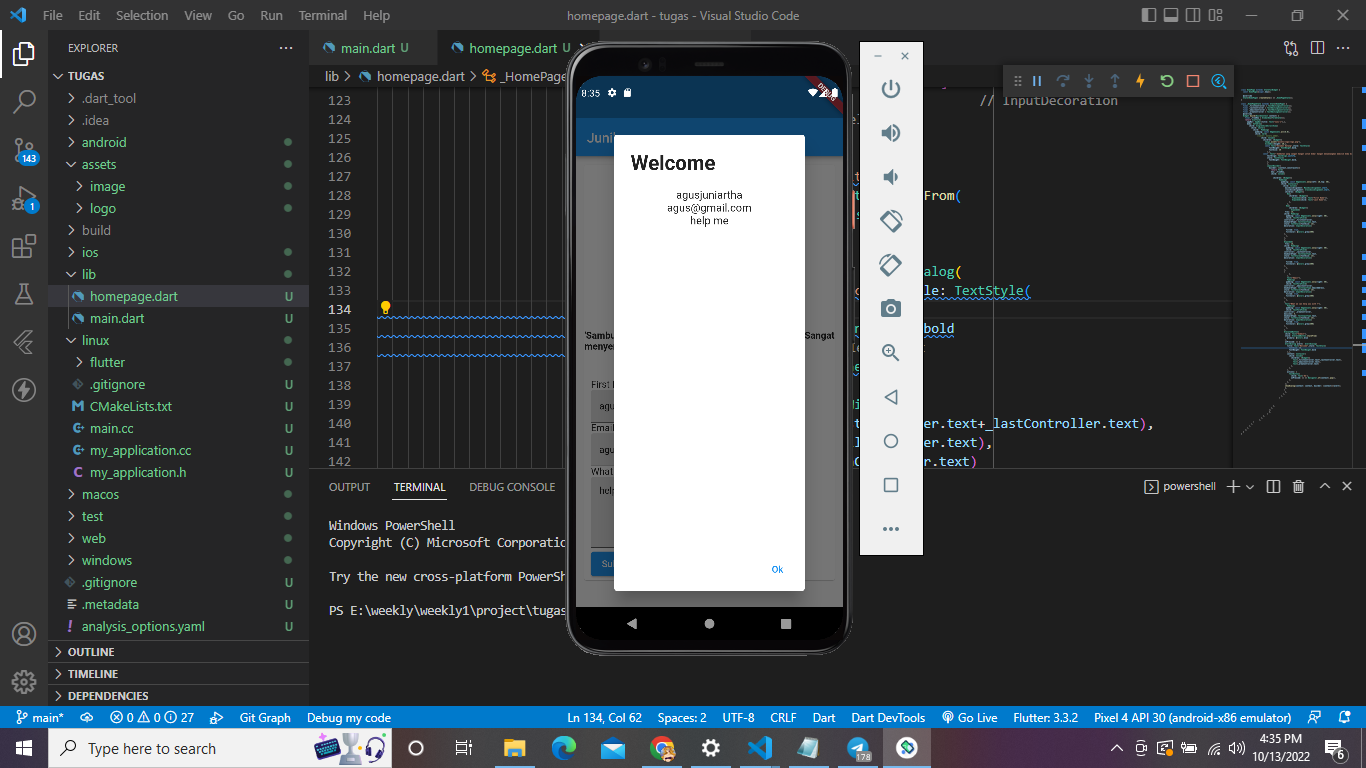 File Edit Selection View Go Run Terminal Help
homepage.dart - tugas - Visual Studio Code
EXPLORER
TUGAS
.dart_tool
.idea
android
assets
image
logo
build
ios
lib
homepage.dart U
main.dart U
linux
flutter
.gitignore U
CMakeLists.txt U
main.cc U
my_application.cc U
my_application.h U
macos
test
web
windows
.gitignore U
.metadata U
analysis_options.yaml U
OUTLINE
TIMELINE
DEPENDENCIES
143
1
main.dart U
homepage.dart U
lib > homepage.dart > _HomePage
123
124
125
126
127
128
129
130
131
132
133
134
135
136
137
138
139
140
141
142
// InputDecoration
From(
alog(
le: TextStyle(
bold
er.text+_lastController.text),
er.text),
er.text)
8:35
Welcome
agusjuniartha
agus@gmail.com
help me
Sangat
First
Email
Ok
OUTPUT TERMINAL DEBUG CONSOLE
powershell
Windows PowerShell
Copyright (C) Microsoft Corporatio
Try the new cross-platform PowerSh
PS E:\weekly\weekly1\project\tugas
main* 0 0 27 Git Graph Debug my code
Ln 134, Col 62 Spaces: 2 UTF-8 CRLF Dart Dart DevTools Go Live Flutter: 3.3.2 Pixel 4 API 30 (android-x86 emulator)
Type here to search
178
4:35 PM
10/13/2022
6